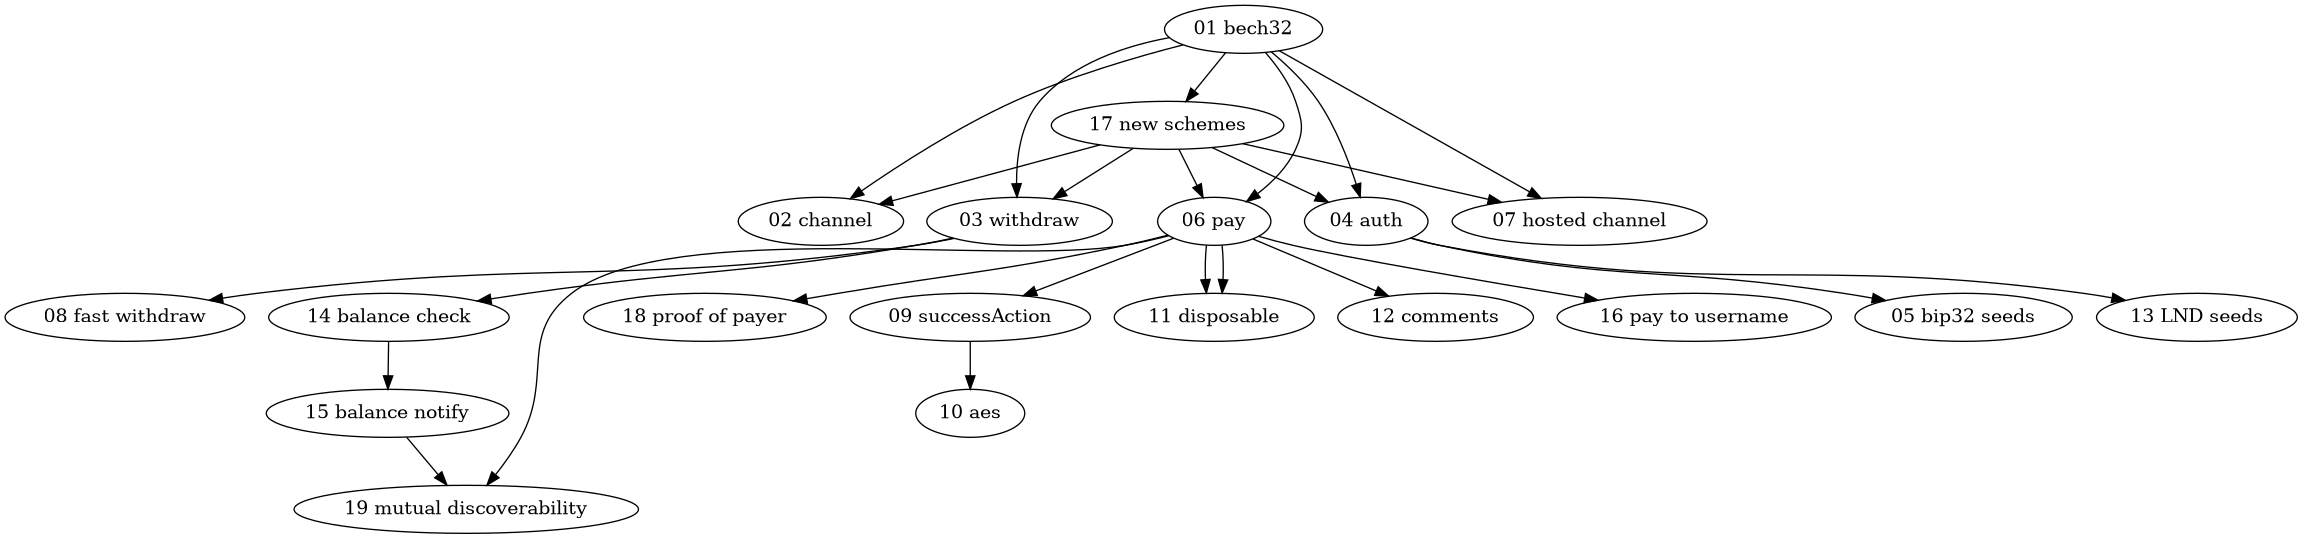 01 bech32
17 new schemes
02 channel
03 withdraw
06 pay
04 auth
07 hosted channel
08 fast withdraw
14 balance check
18 proof of payer
09 successAction
11 disposable
12 comments
16 pay to username
05 bip32 seeds
13 LND seeds
15 balance notify
10 aes
19 mutual discoverability